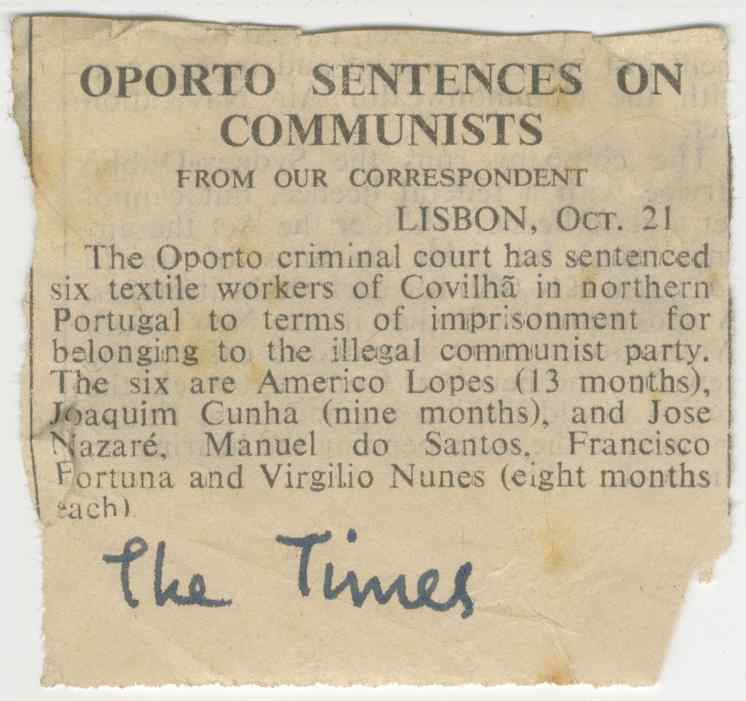 OPORTO SENTENCES ON
COMMUNISTS
FROM OUR CORRESPONDENT
LISBON, OCT. 21
The Oporto criminal court has sentenced
six textile workers of Covilhã in northern
Portugal to terms of imprisonment for
belonging to the illegal communist party.
The six are Americo Lopes (13 months),
Joaquim Cunha (nine months), and Jose
Nazaré, Manuel do Santos, Francisco
Fortuna and Virgilio Nunes (eight months
each)
The Times